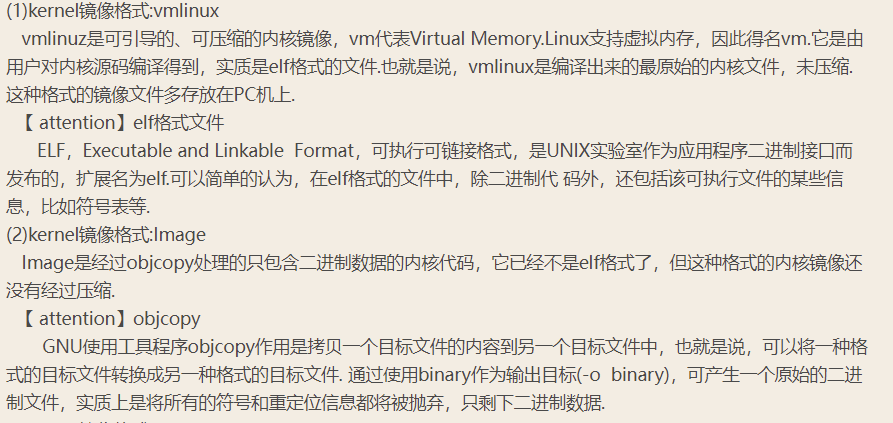 (1)kernel镜像格式:vmlinux
vmlinuz是可引导的、可压缩的内核镜像，vm代表Virtual Memory.Linux支持虚拟内存，因此得名vm.它是由
用户对内核源码编译得到，实质是elf格式的文件.也就是说，vmlinux是编译出来的最原始的内核文件，未压缩.
这种格式的镜像文件多存放在PC机上.
【 attention】elf格式文件
ELF，Executable and Linkable Format，可执行可链接格式，是UNIX实验室作为应用程序二进制接口而
发布的，扩展名为elf.可以简单的认为，在elf格式的文件中，除二进制代 码外，还包括该可执行文件的某些信
息，比如符号表等.
(2)kernel镜像格式:Image
Image是经过objcopy处理的只包含二进制数据的内核代码，它已经不是elf格式了，但这种格式的内核镜像还
没有经过压缩.
【 attention】objcopy
GNU使用工具程序objcopy作用是拷贝一个目标文件的内容到另一个目标文件中，也就是说，可以将一种格
式的目标文件转换成另一种格式的目标文件. 通过使用binary作为输出目标(-o binary)，可产生一个原始的二进
制文件，实质上是将所有的符号和重定位信息都将被抛弃，只剩下二进制数据.